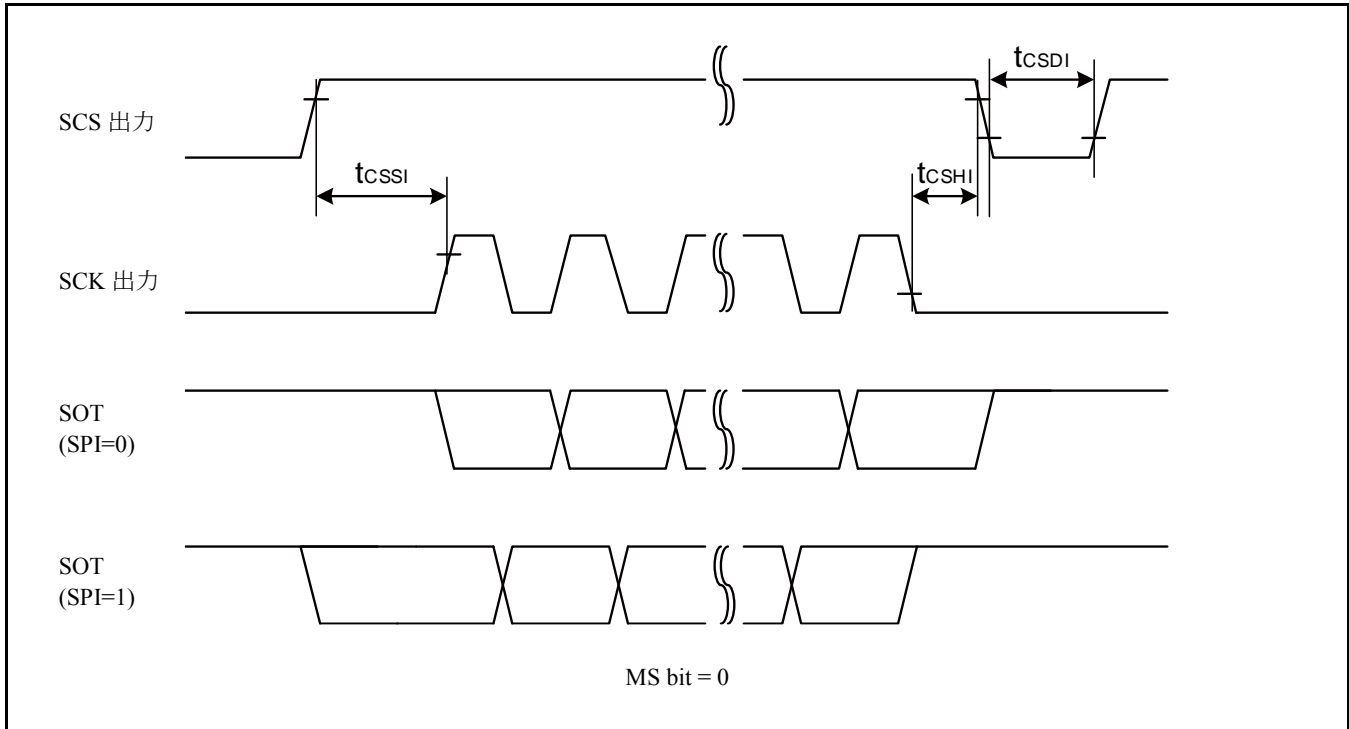 tCSDI
SCS 出力
tCSSI
tCSHI
SCK 出力
SOT
(SPI=0)
SOT
(SPI=1)
MS bit = 0